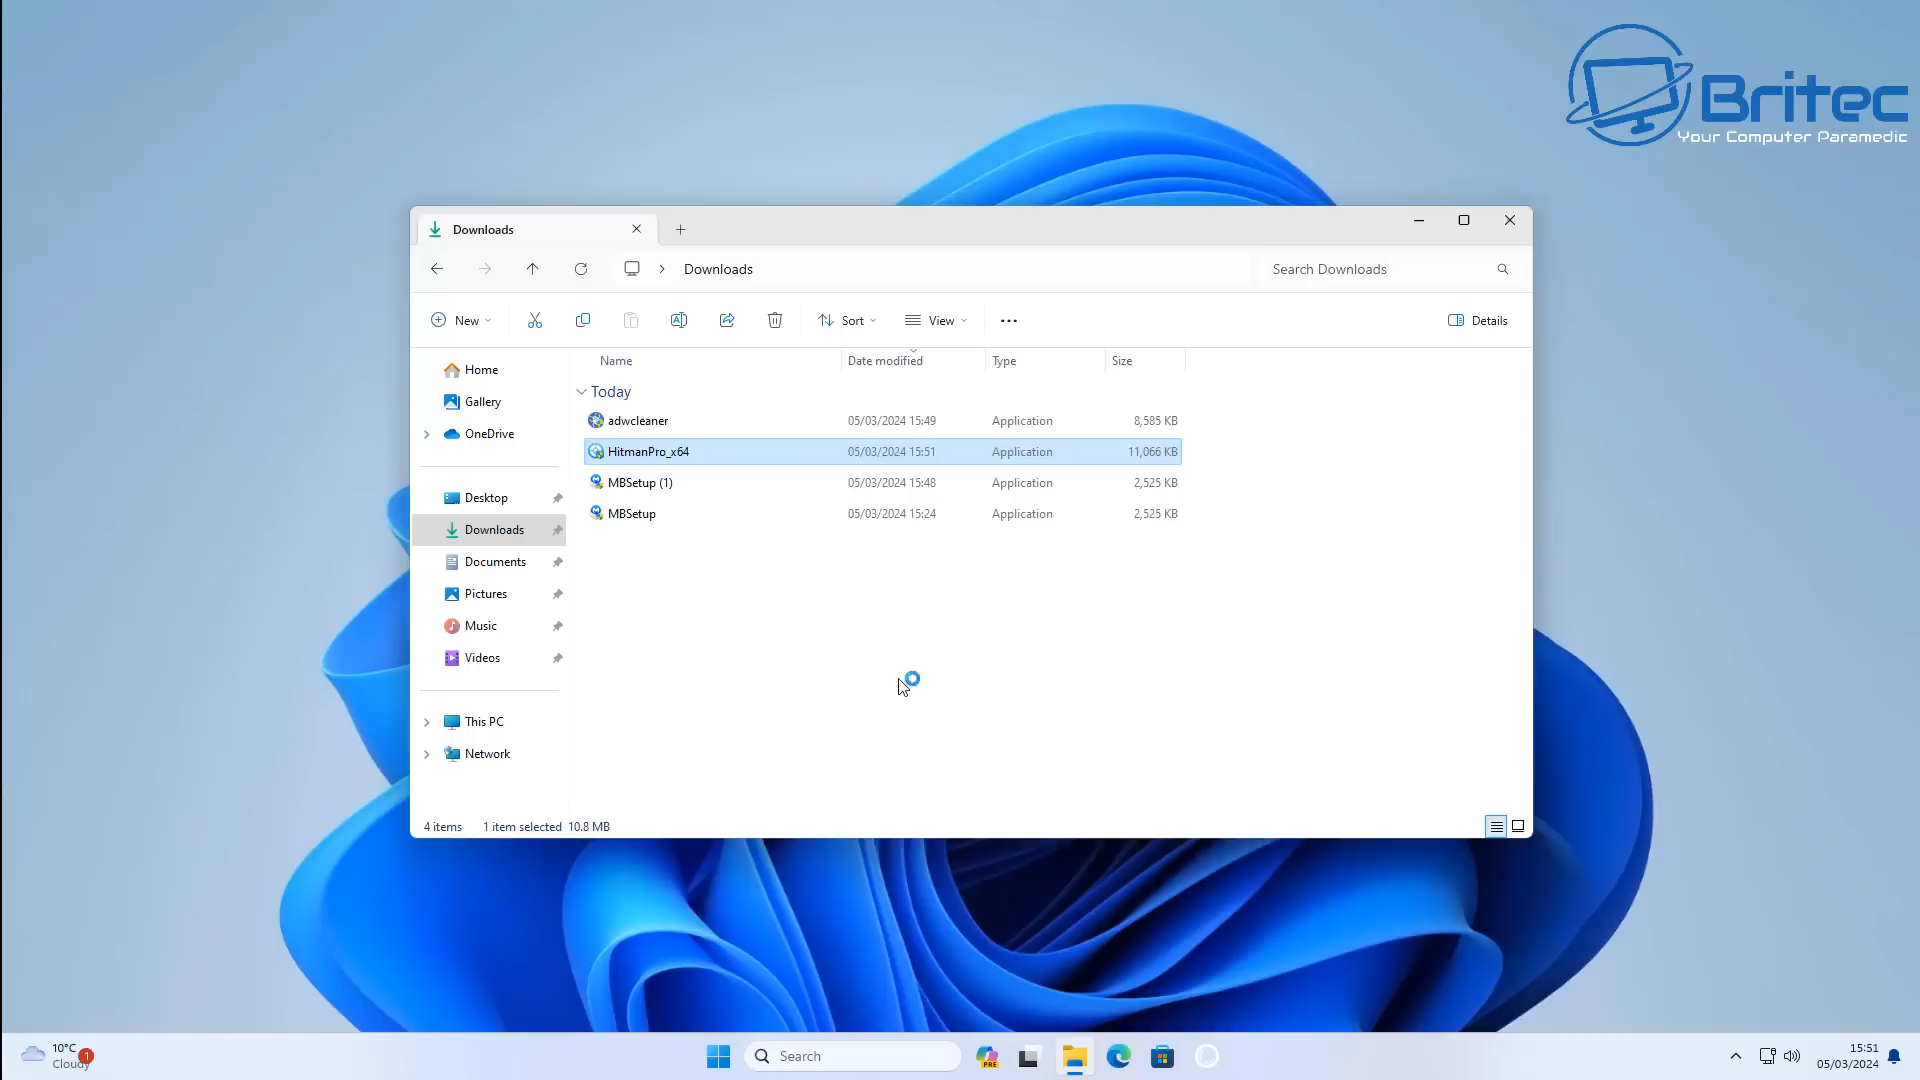 Britec
Your Computer Paramedic
Downloads
Downloads
Search Downloads
New
Sort
View
Details
Name
Date modified
Type
Size
Home
Gallery
OneDrive
Desktop
Downloads
Documents
Pictures
Music
Videos
This PC
Network
Today
adwcleaner 05/03/2024 15:49 Application 8,585 KB
HitmanPro_x64 05/03/2024 15:51 Application 11,066 KB
MBSetup (1) 05/03/2024 15:48 Application 2,525 KB
MBSetup 05/03/2024 15:24 Application 2,525 KB
4 items 1 item selected 10.8 MB
10°C
Cloudy
1
Search
PRE
15:51
05/03/2024